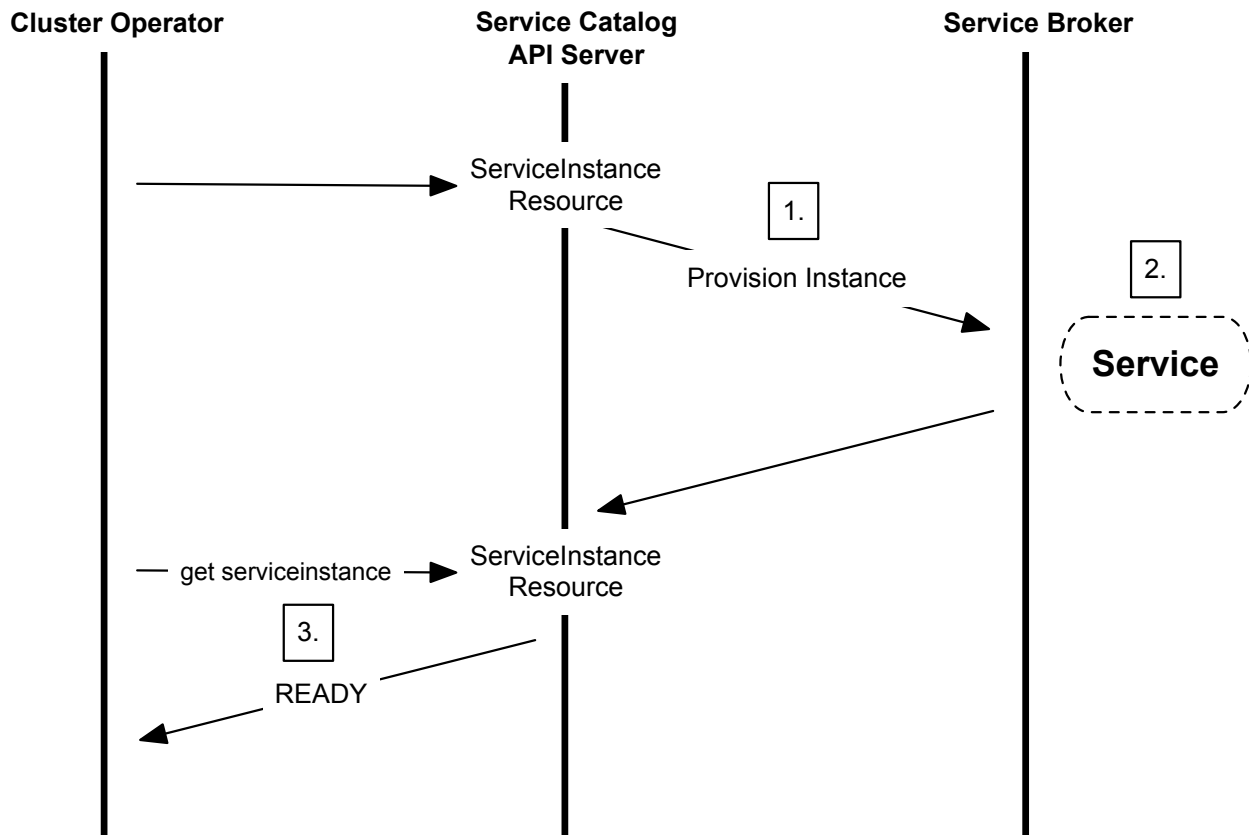 Cluster Operator
Service Catalog
API Server
Service Broker
ServiceInstance
Resource
1.
Provision Instance
2.
Service
get serviceinstance
ServiceInstance
Resource
3.
READY